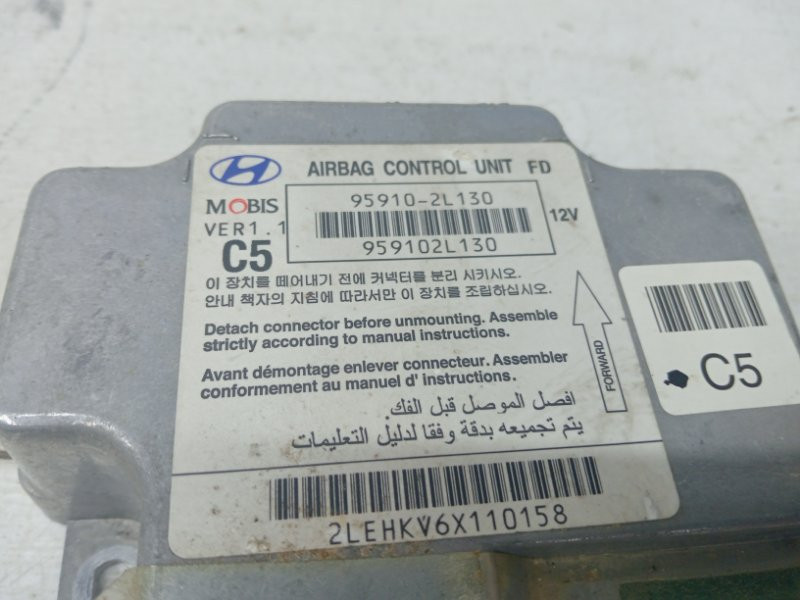 AIRBAG CONTROL UNIT FD
MOBIS
95910-2L130
VER1.1
12V
C5
959102L130
이 장치를 떼어내기 전에 커넥터를 분리 시키시오.
안내 책자의 지침에 따라서만 이 장치를 조립하십시오.
Detach connector before unmounting. Assemble
strictly according to manual instructions.
Avant démontage enlever connecteur. Assembler
conformement au manuel d' instructions.
افصل الموصل قبل الفك.
يتم تجميعه بدقة وفقا لدليل التعليمات
FORWARD
C5
2LEHKV6X110158